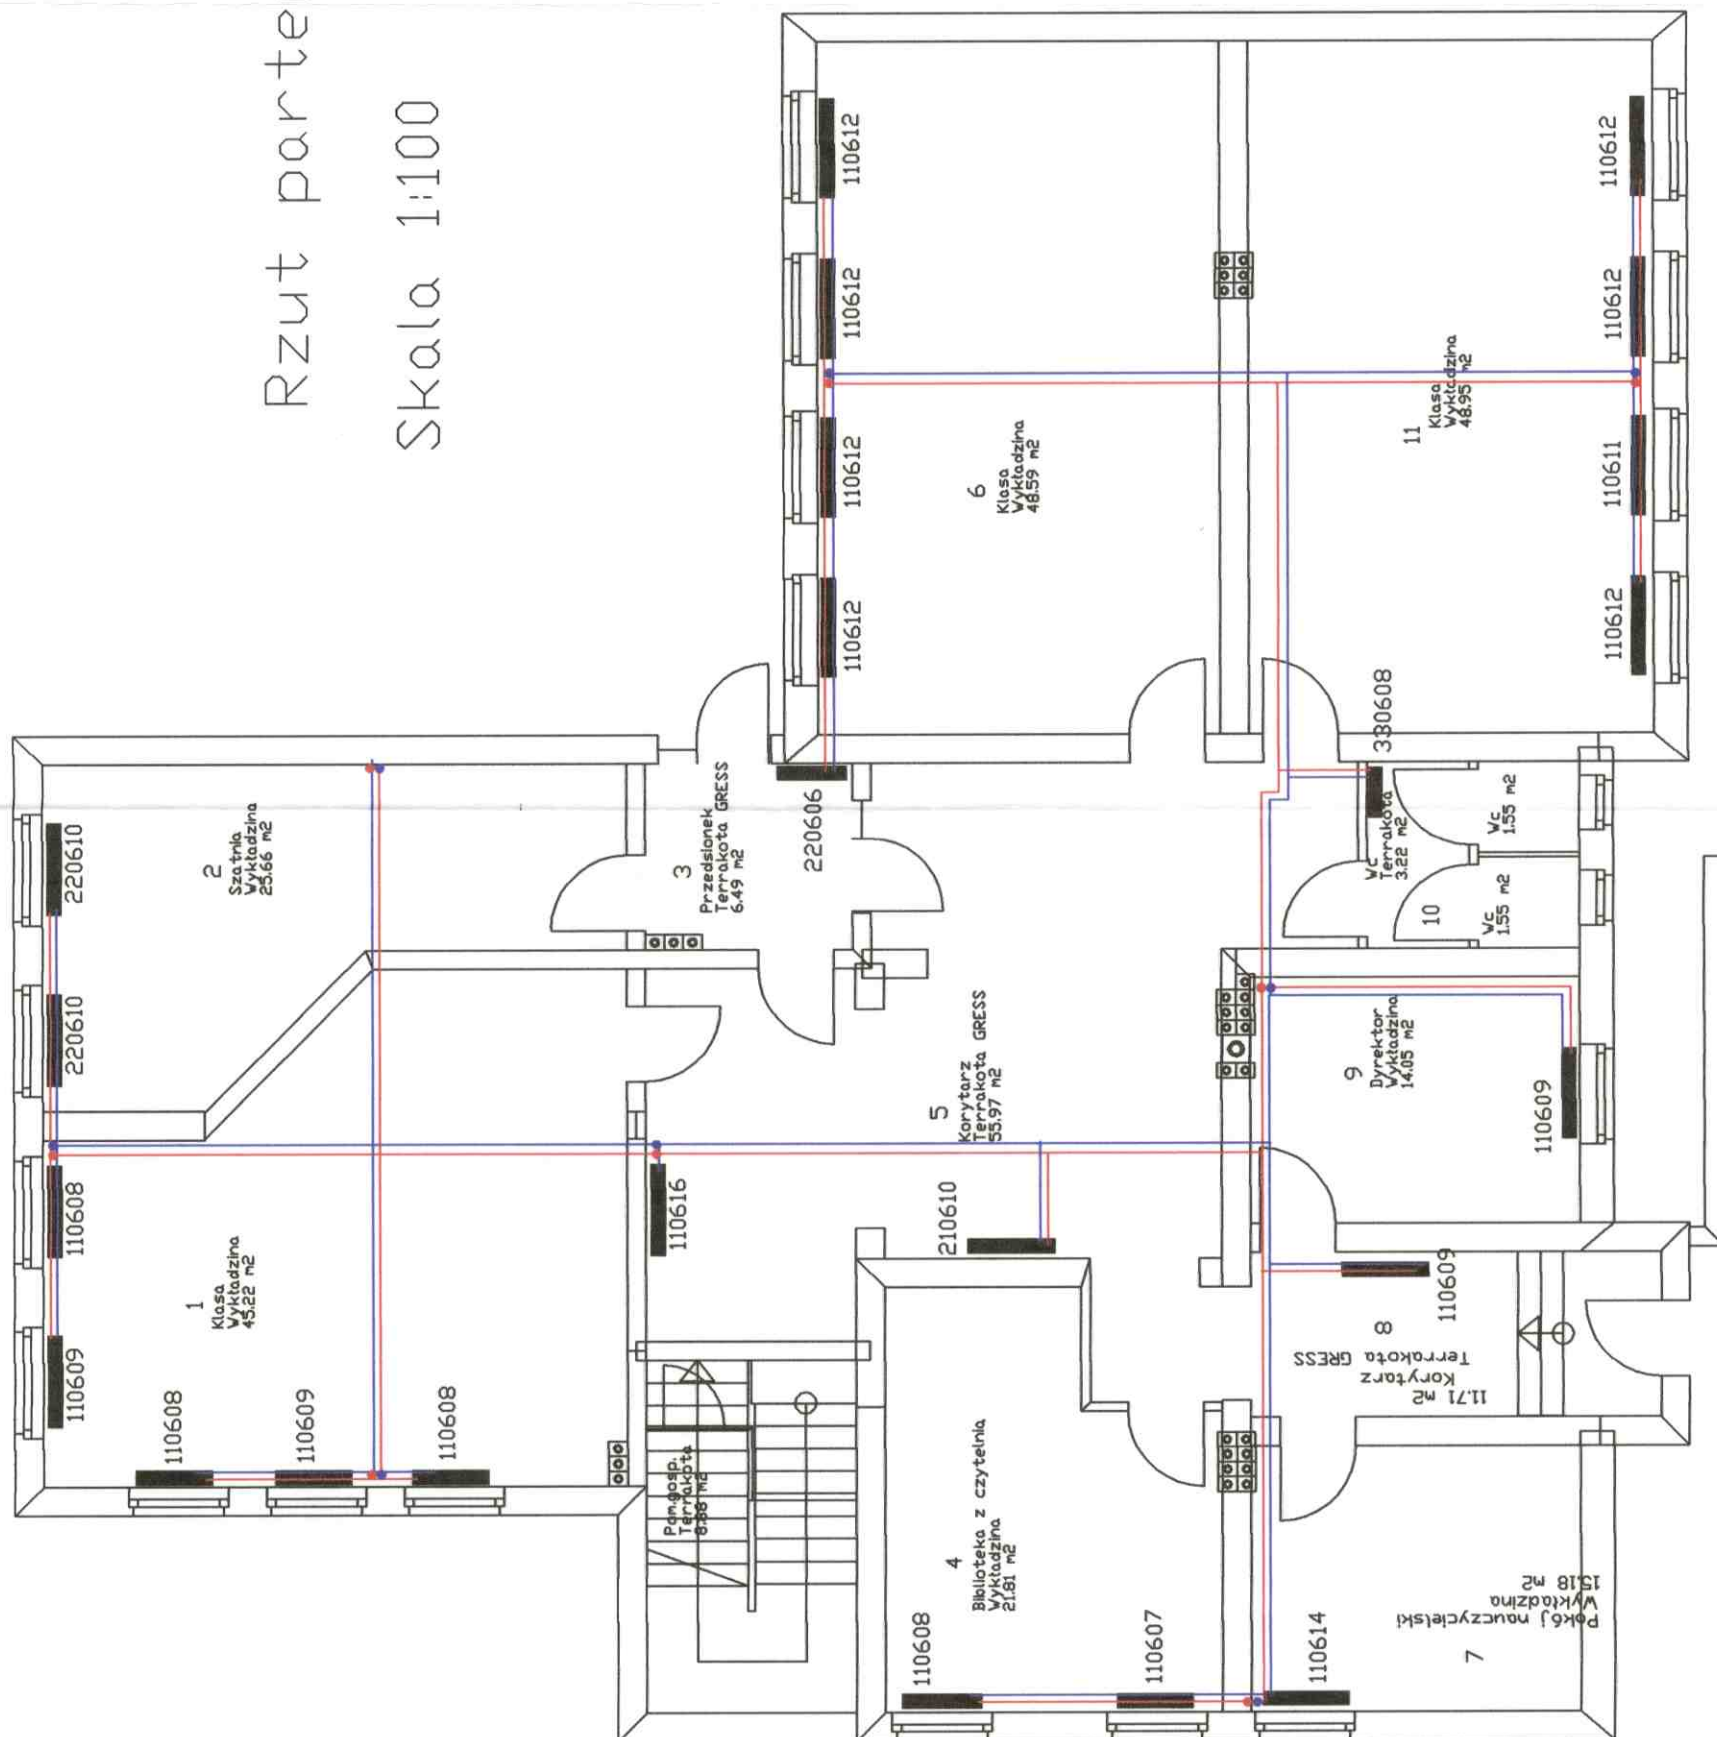 Rzut parte
Skala 1:100
110612
110612
110612
110612
110612
110612
110611
110612
6
Klasa
Wykładzina
48.59 m2
11
Klasa
Wykładzina
48.95 m2
220610
220610
110608
110609
2
Szatnia
Wykładzina
25.66 m2
3
Przedsionek
Terrakota GRESS
6.49 m2
220606
330608
Wc
Terrakota
3.22 m2
Wc
1.55 m2
10
Wc
1.55 m2
1
Klasa
Wykładzina
45.22 m2
110608
110609
110608
110616
210610
5
Korytarz
Terrakota GRESS
55.97 m2
9
Dyrektor
Wykładzina
14.05 m2
110609
110609
8
Korytarz
Terrakota GRESS
11.71 m2
Pom.gosp.
Terrakota
4
Biblioteka z czytelnia
Wykładzina
21.81 m2
110608
110607
110614
7
Pokój nauczycielski
Wykładzina
15.18 m2